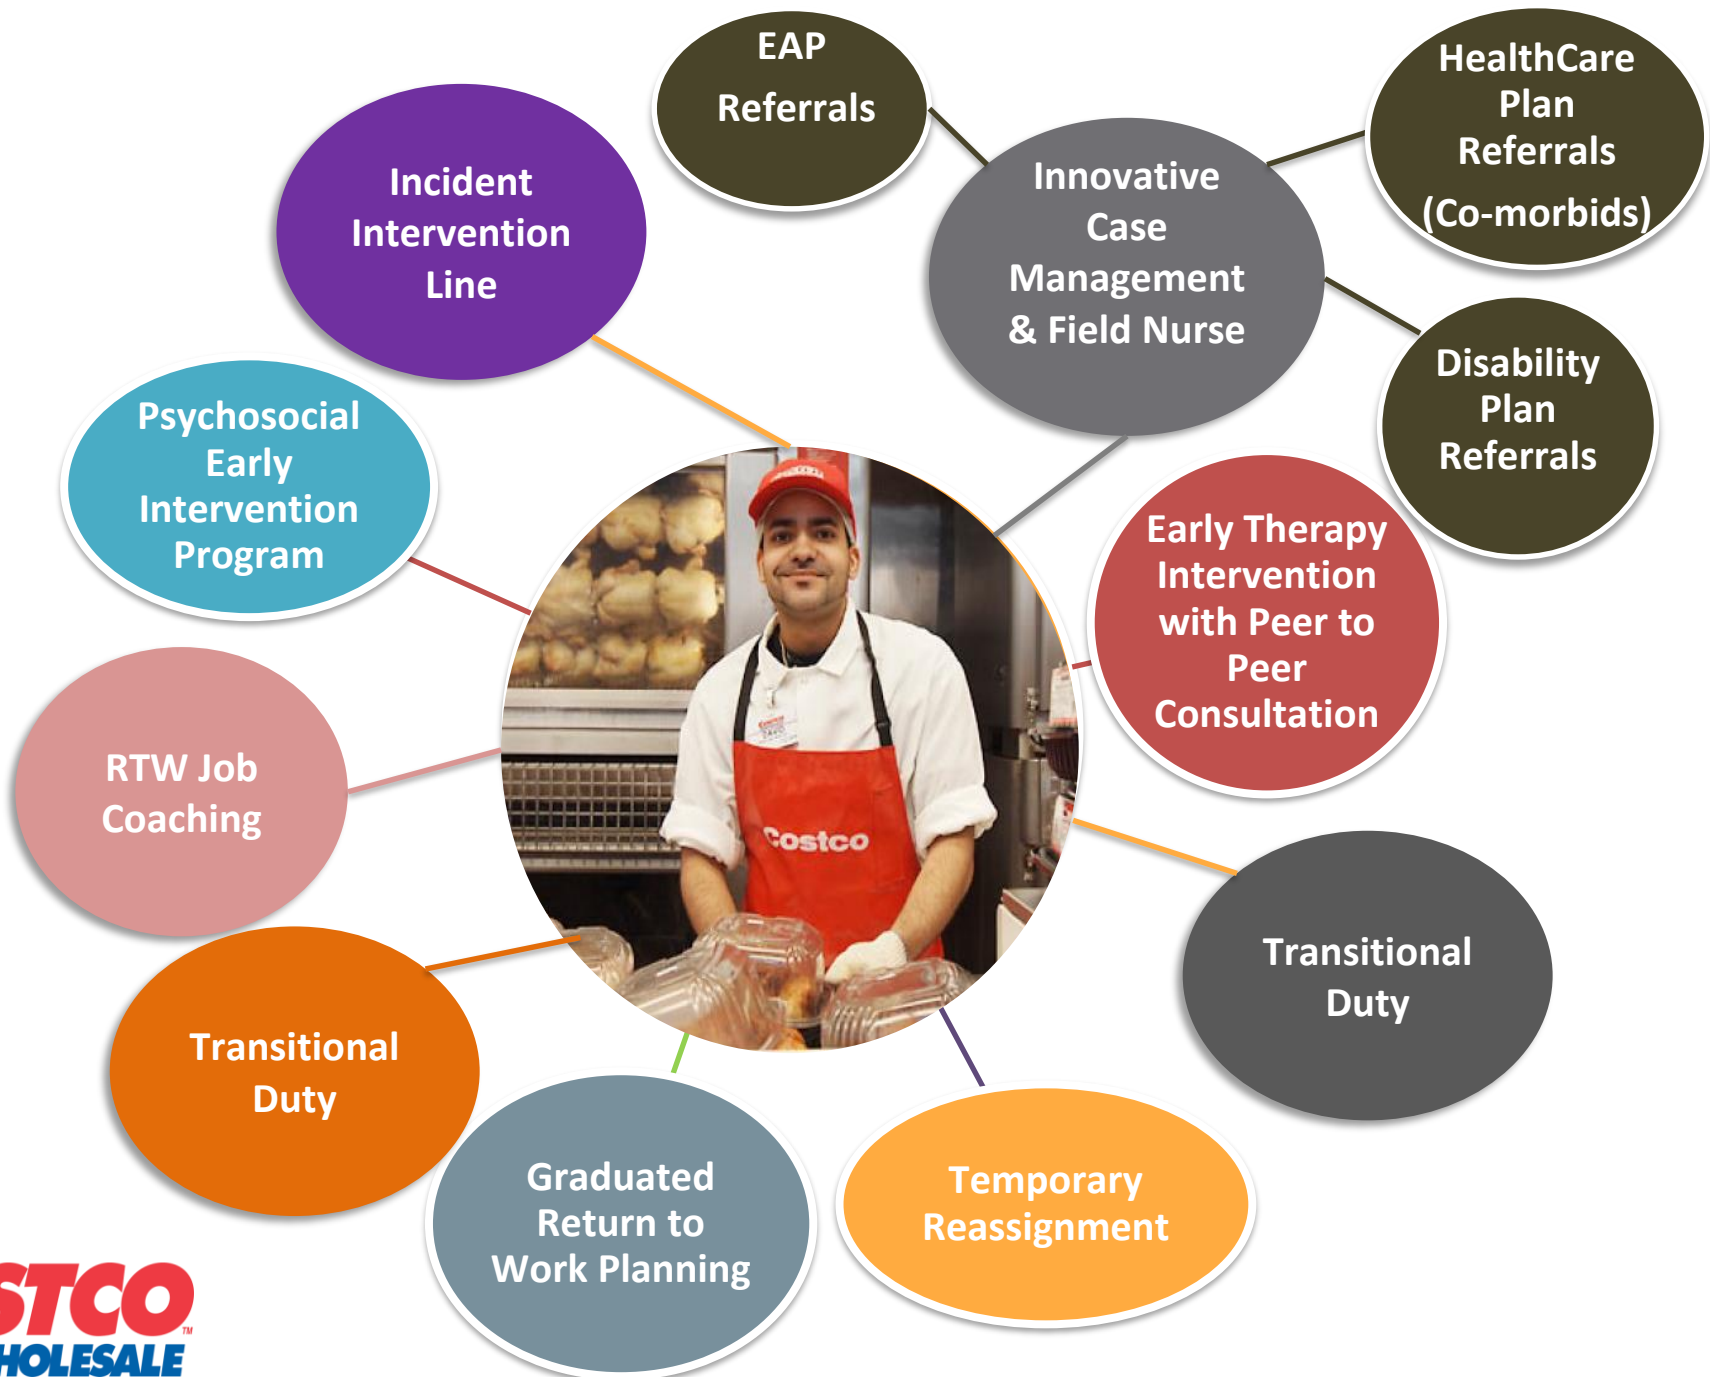 EAP
Referrals
HealthCare
Plan
Referrals
(Co-morbids)
Incident
Intervention
Line
Innovative
Case
Management
& Field Nurse
Disability
Plan
Referrals
Psychosocial
Early
Intervention
Program
Early Therapy
Intervention
with Peer to
Peer
Consultation
RTW Job
Coaching
Costco
Transitional
Duty
Transitional
Duty
Graduated
Return to
Work Planning
Temporary
Reassignment
STCO
TM
HOLESALE